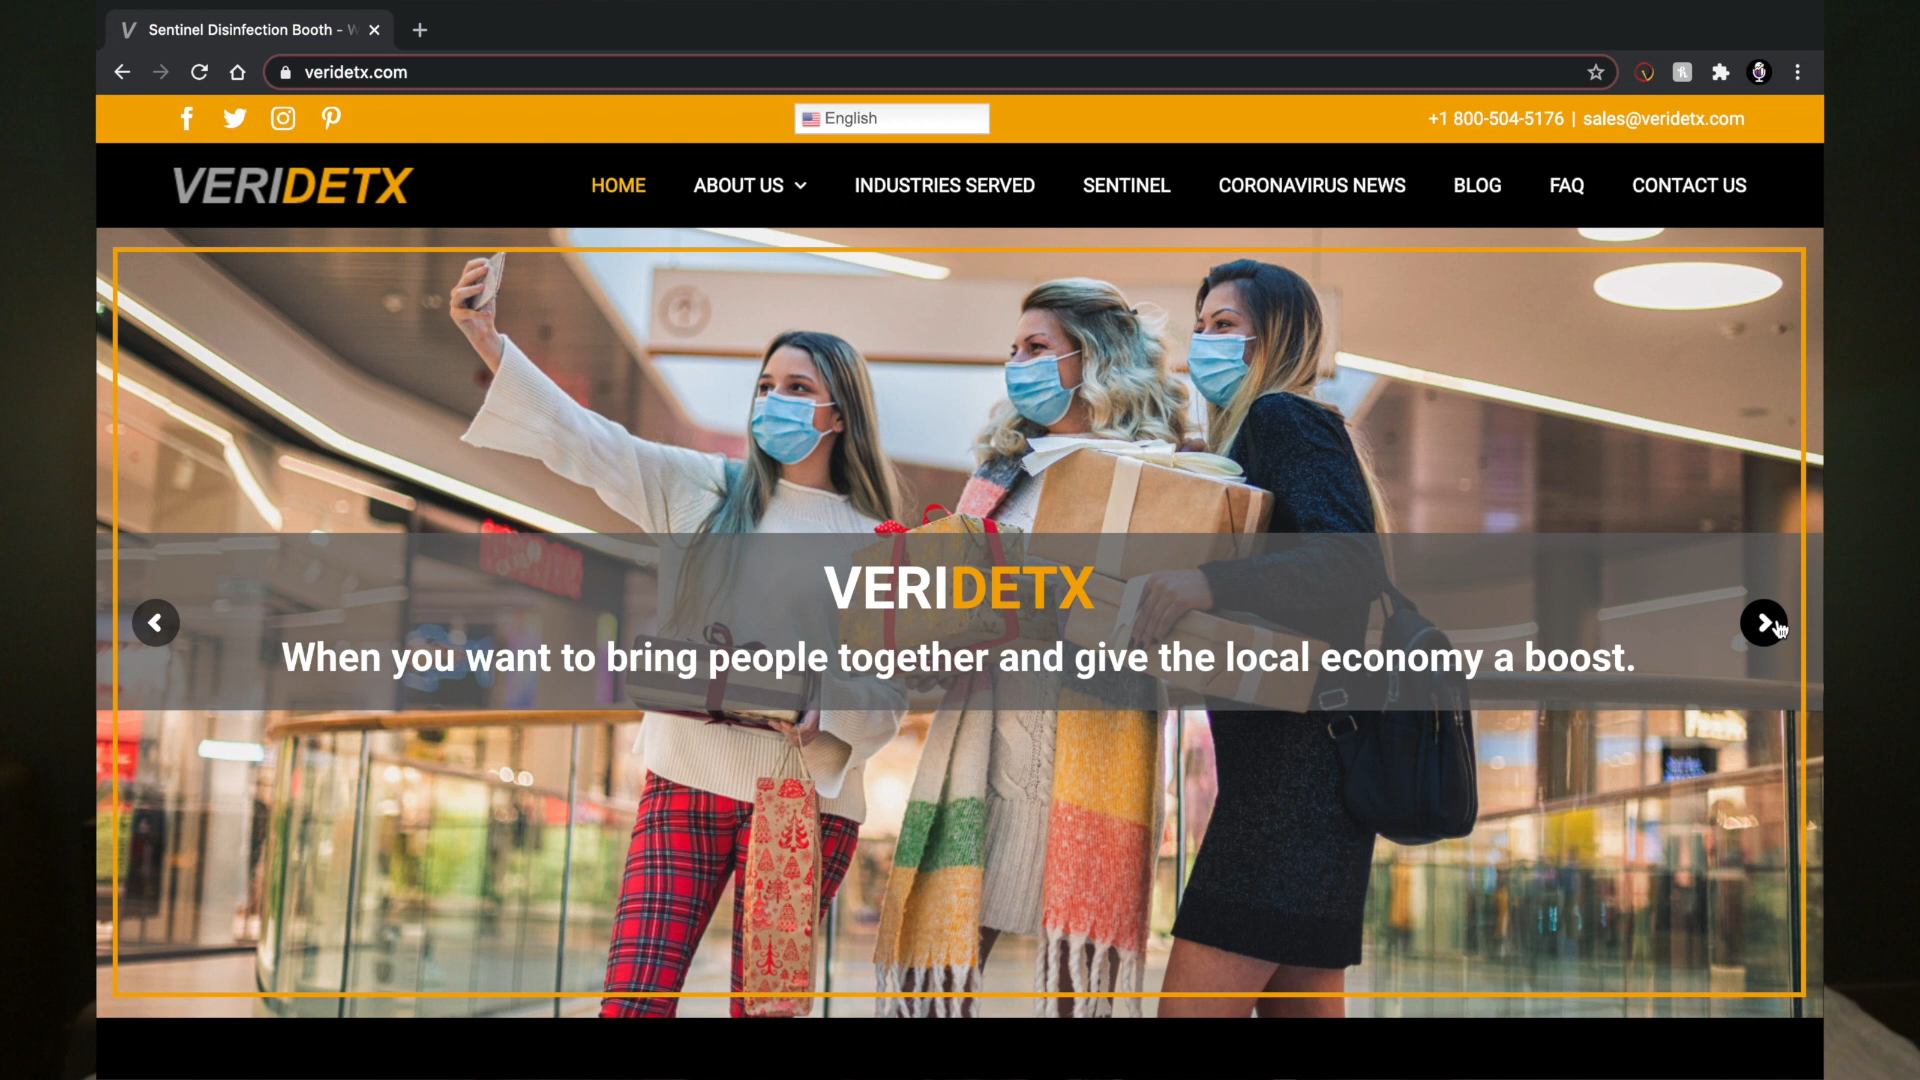 Sentinel Disinfection Booth - W
veridetx.com
English
+1 800-504-5176 | sales@veridetx.com
VERIDETX
HOME
ABOUT US
INDUSTRIES SERVED
SENTINEL
CORONAVIRUS NEWS
BLOG
FAQ
CONTACT US
VERIDETX
When you want to bring people together and give the local economy a boost.